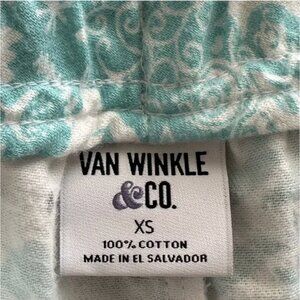 VAN WINKLE
&CO.
XS
100% COTTON
MADE IN EL SALVADOR